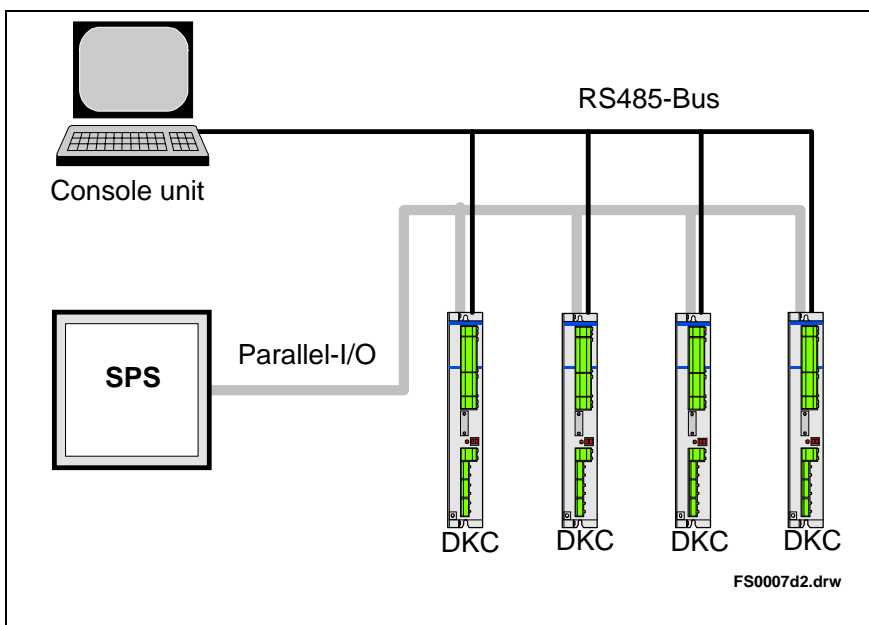 RS485-Bus
Console unit
Parallel-I/O
SPS
DKC
DKC
DKC
DKC
FS0007d2.drw